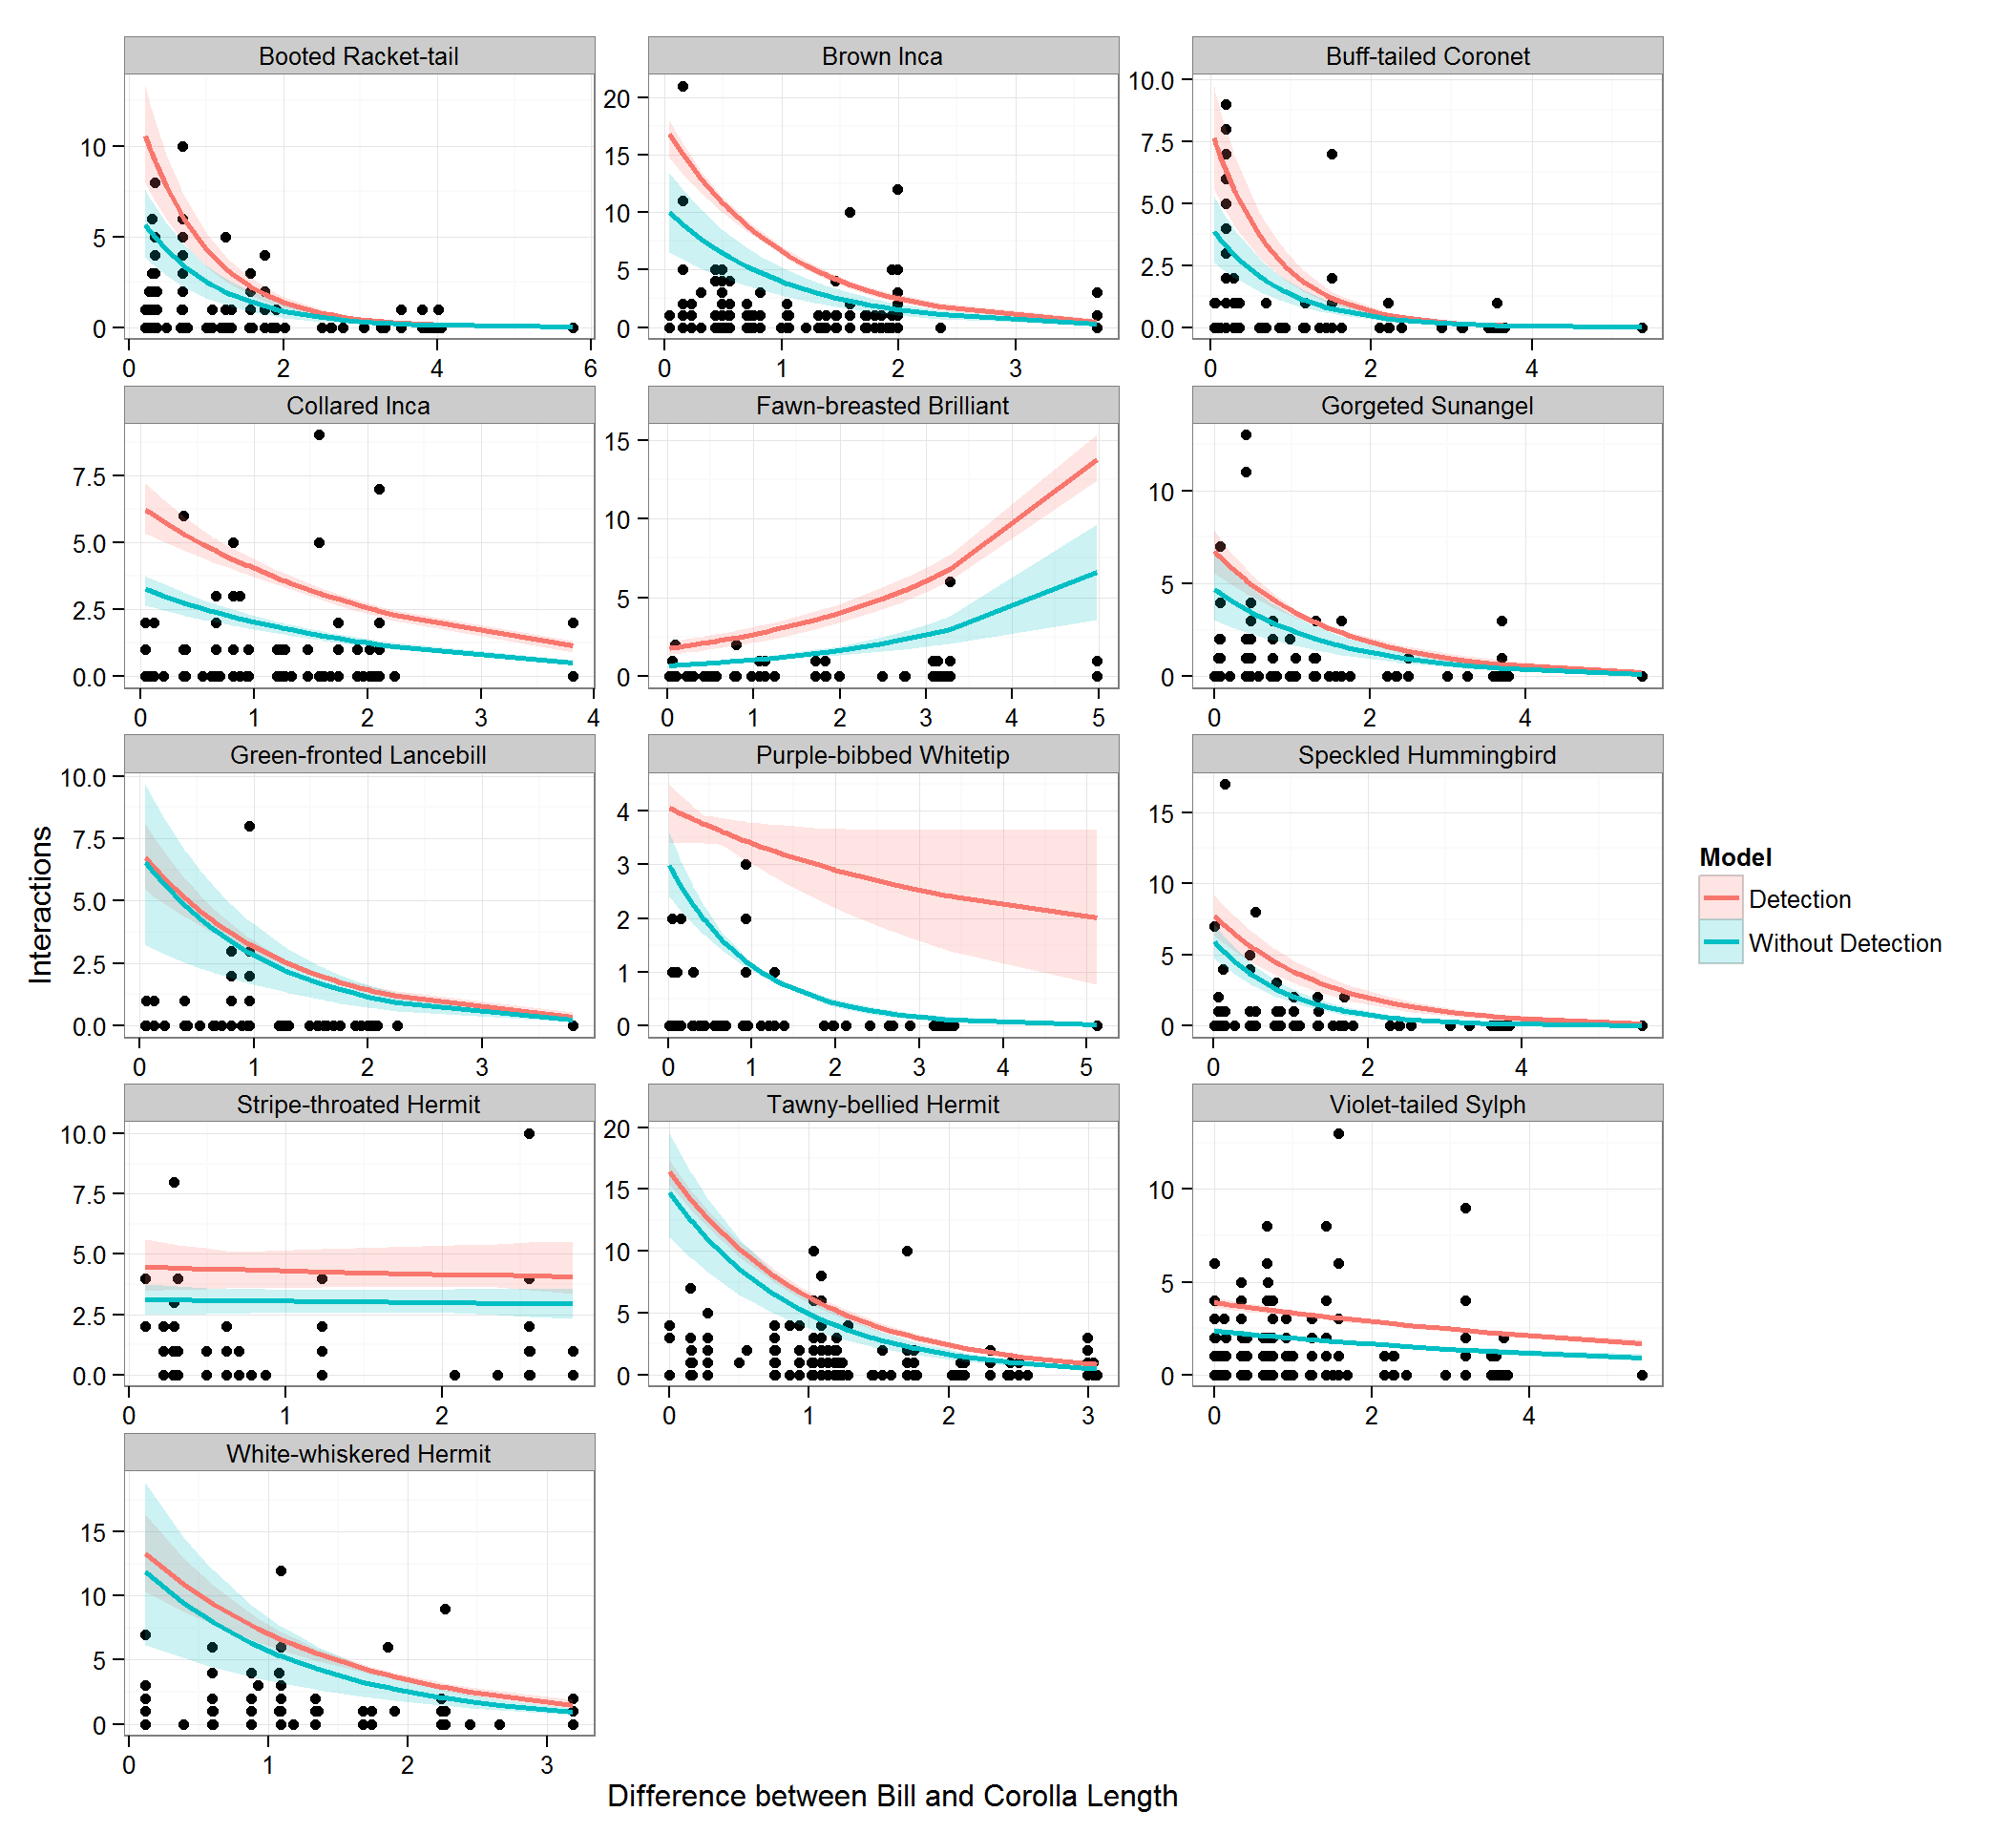 Booted Racket-tail
Brown Inca
Buff-tailed Coronet
10
5
0
0 2 4 6
20
15
10
5
0
0 1 2 3
10.0
7.5
5.0
2.5
0.0
0 2 4
Collared Inca
Fawn-breasted Brilliant
Gorgeted Sunangel
7.5
5.0
2.5
0.0
0 1 2 3 4
15
10
5
0
0 1 2 3 4 5
10
5
0
0 2 4
Green-fronted Lancebill
Purple-bibbed Whitetip
Speckled Hummingbird
10.0
7.5
5.0
2.5
0.0
0 1 2 3
4
3
2
1
0
0 1 2 3 4 5
15
10
5
0
0 2 4
Stripe-throated Hermit
Tawny-bellied Hermit
Violet-tailed Sylph
10.0
7.5
5.0
2.5
0.0
0 1 2
20
15
10
5
0
0 1 2 3
10
5
0
0 2 4
White-whiskered Hermit
15
10
5
0
0 1 2 3
Interactions
Difference between Bill and Corolla Length
Model
Detection
Without Detection